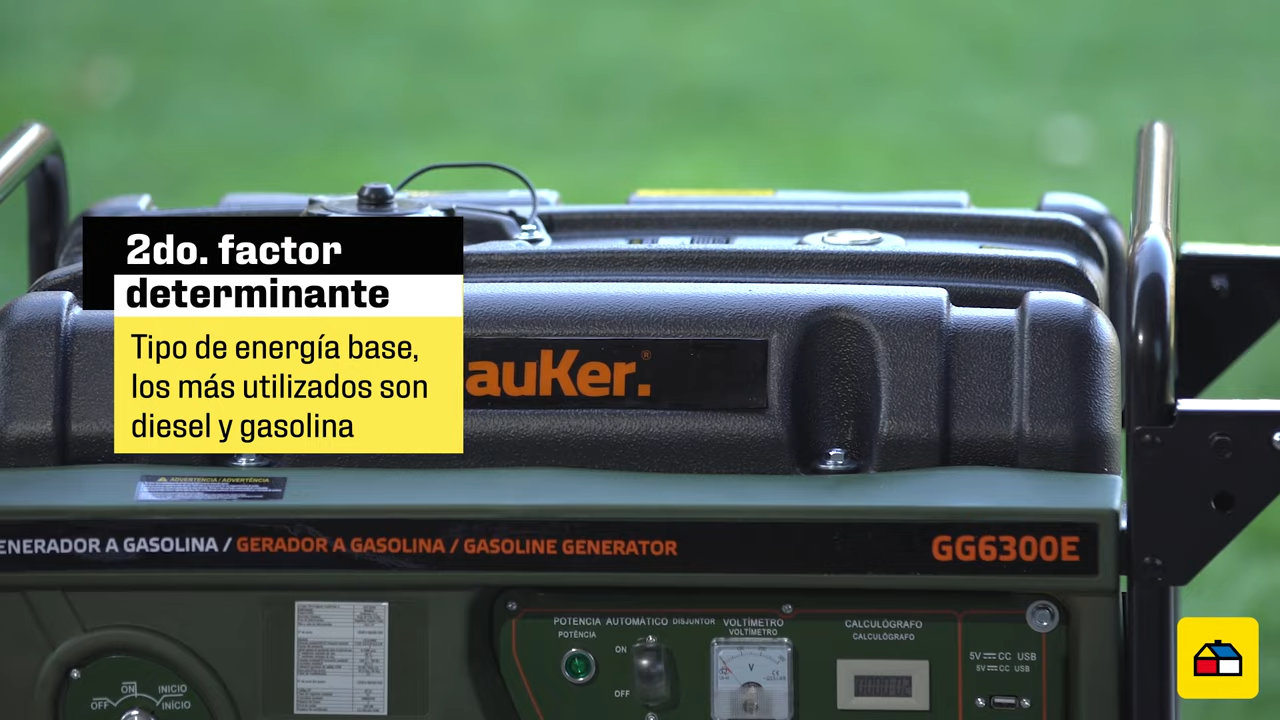 2do. factor
determinante
Tipo de energía base,
los más utilizados son
diesel y gasolina
auKer.®
ADVERTENCIA / ADVERTÊNCIA
ENERADOR A GASOLINA / GERADOR A GASOLINA / GASOLINE GENERATOR
GG6300E
POTENCIA AUTOMÁTICO DISJUNTOR VOLTÍMETRO CALCULÓGRAFO
POTÊNCIA VOLTÍMETRO CALCULÓGRAFO
ON
OFF
V
5V CC USB
5V CC USB
ON INICIO
OFF INÍCIO